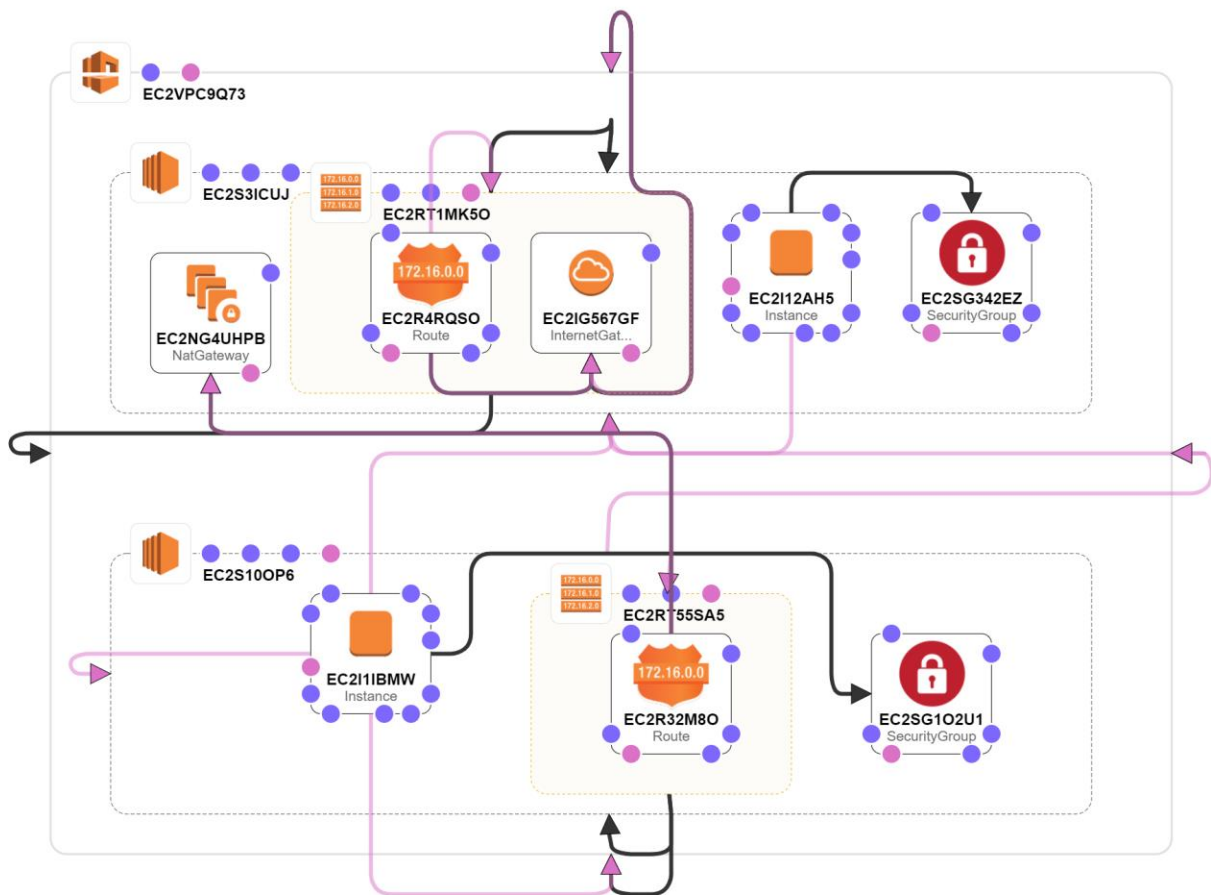 EC2VPC9Q73
EC2S3ICUJ
172.16.0.0
172.16.1.0
172.16.2.0
EC2RT1MK5O
EC2NG4UHPB
NatGateway
172.16.0.0
EC2R4RQSO
Route
EC2IG567GF
InternetGat...
EC2I12AH5
Instance
EC2SG342EZ
SecurityGroup
EC2S10OP6
172.16.0.0
172.16.1.0
172.16.2.0
EC2RT55SA5
EC2I1IBMW
Instance
172.16.0.0
EC2R32M8O
Route
EC2SG1O2U1
SecurityGroup